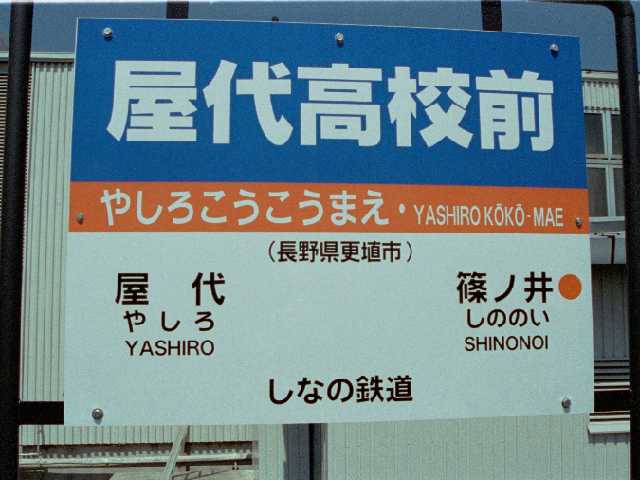 屋代高校前
やしろこうこうまえ・YASHIRO KŌKŌ-MAE
(長野県更埴市)
屋代
やしろ
YASHIRO
篠ノ井
しののい
SHINONOI
しなの鉄道